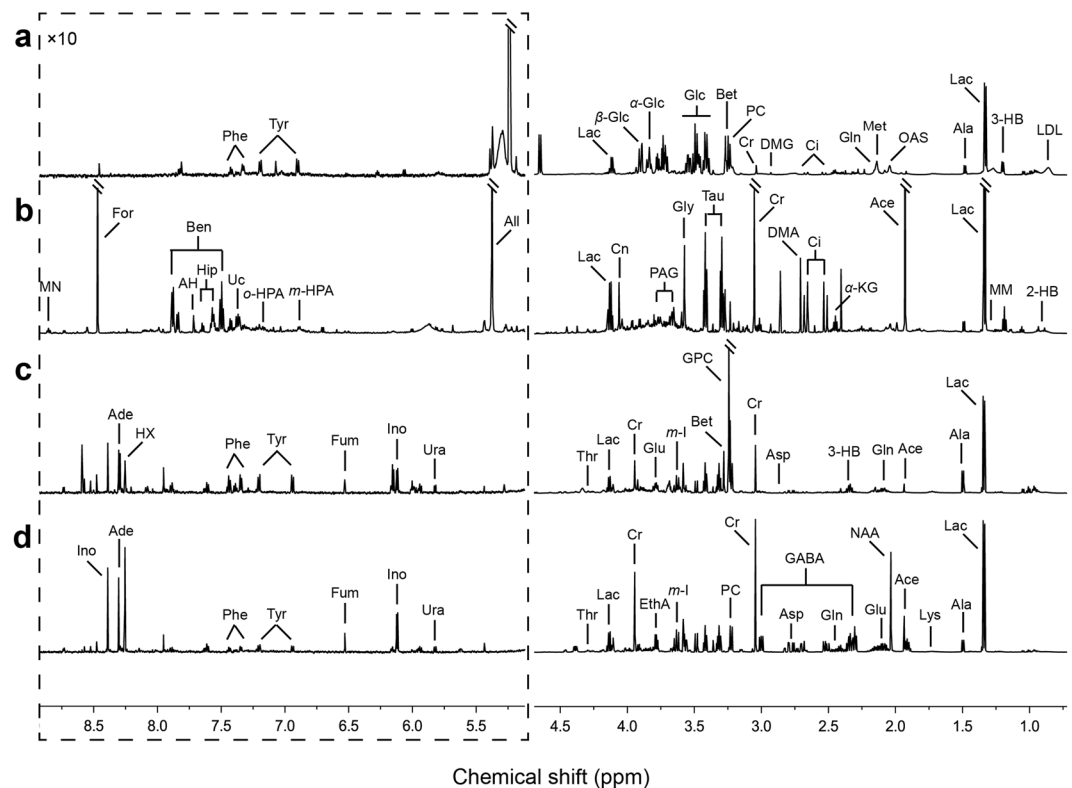 a
×10
Phe
Tyr
Lac
β-Glc
α-Glc
Glc
Bet
PC
Cr
DMG
Ci
Gln
Met
OAS
Ala
Lac
3-HB
LDL
b
MN
For
Ben
AH
Hip
Uc
o-HPA
m-HPA
All
Lac
Cn
PAG
Gly
Tau
Cr
DMA
Ci
α-KG
Ace
Lac
MM
2-HB
c
Ade
HX
Phe
Tyr
Fum
Ino
Ura
Thr
Lac
Cr
Glu
m-I
Bet
GPC
Cr
Asp
3-HB
Gln
Ace
Ala
Lac
d
Ino
Ade
Phe
Tyr
Fum
Ino
Ura
Thr
Lac
Cr
EthA
m-I
PC
Cr
GABA
Asp
Gln
Glu
NAA
Ace
Lys
Ala
Lac
8.5 8.0 7.5 7.0 6.5 6.0 5.5 4.5 4.0 3.5 3.0 2.5 2.0 1.5 1.0
Chemical shift (ppm)